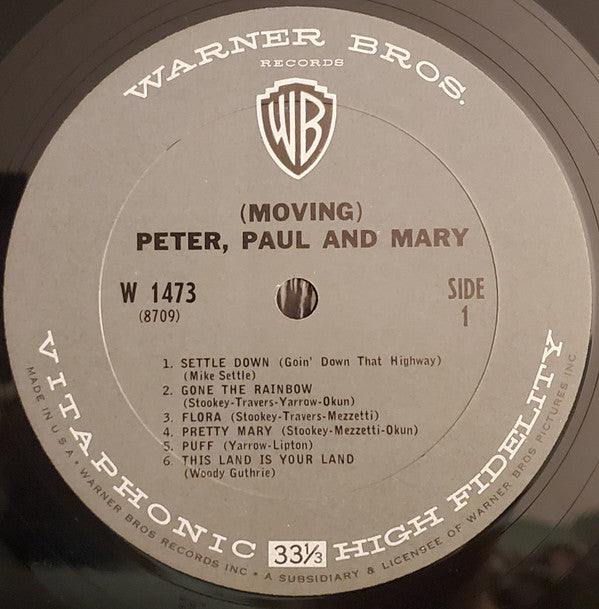 WARNER BROS.
RECORDS
WB
(MOVING)
PETER, PAUL AND MARY
W 1473
(8709)
SIDE
1
1. SETTLE DOWN (Goin' Down That Highway)
(Mike Settle)
2. GONE THE RAINBOW
(Stookey-Travers-Yarrow-Okun)
3. FLORA (Stookey-Travers-Mezzetti)
4. PRETTY MARY (Stookey-Mezzetti-Okun)
5. PUFF (Yarrow-Lipton)
6. THIS LAND IS YOUR LAND
(Woody Guthrie)
VITAPHONIC 33⅓ HIGH FIDELITY
MADE IN U.S.A. • WARNER BROS RECORDS INC • A SUBSIDIARY & LICENSEE OF WARNER BROS PICTURES INC.